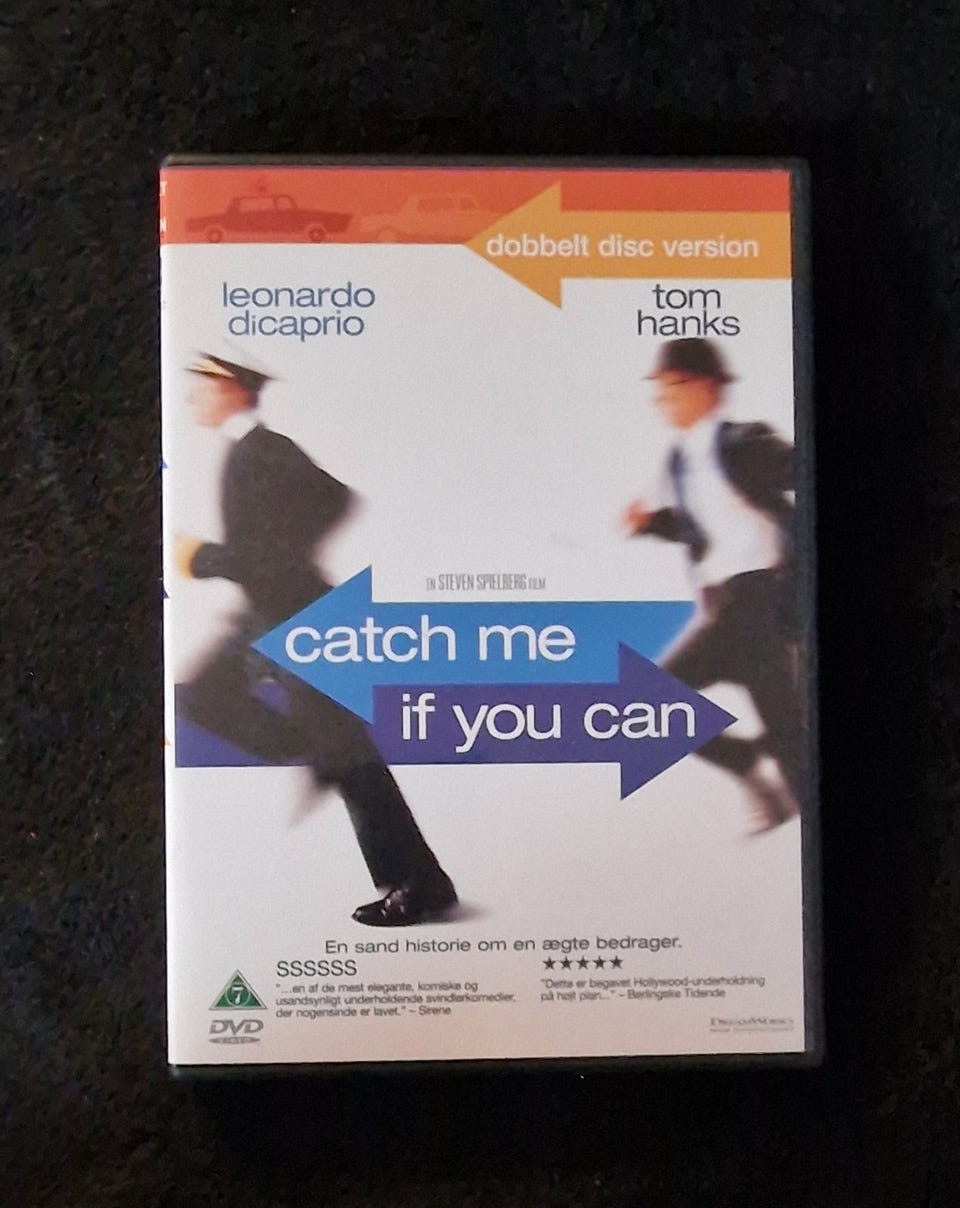 dobbelt disc version
leonardo
dicaprio
tom
hanks
EN STEVEN SPIELBERG FILM
catch me
if you can
En sand historie om en ægte bedrager.
SSSSSS
"...en af de mest elegante, komiske og
usandsynligt underholdende svindlerkomedier,
der nogensinde er lavet." ~ Sirene
★★★★★
"Dette er begavet Hollywood-underholdning
på højt plan..." ~ Berlingske Tidende
7
DVD
VIDEO
DREAMWORKS